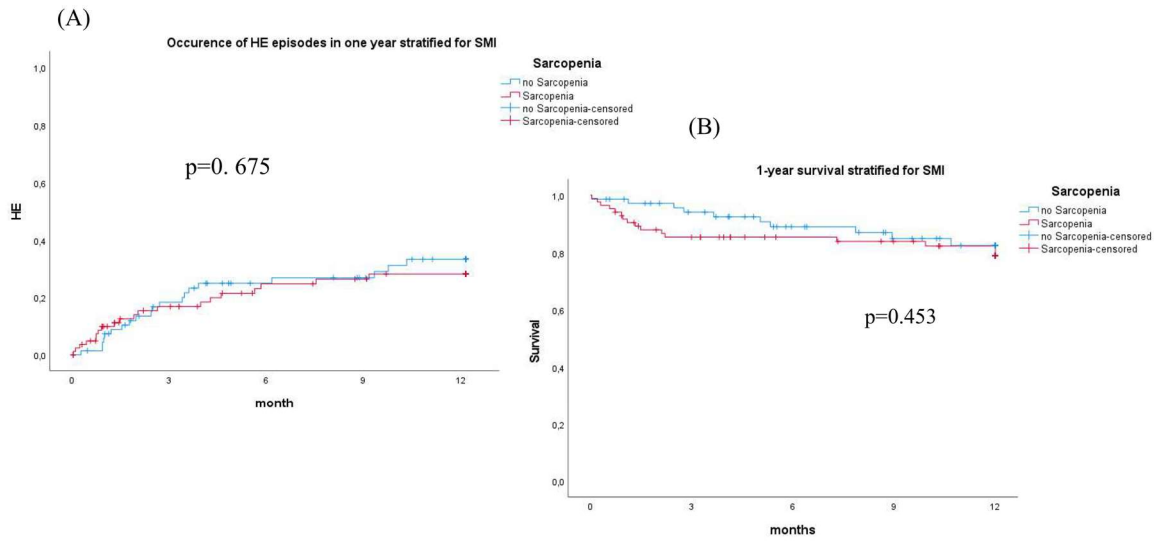 (A)
Occurence of HE episodes in one year stratified for SMI
Sarcopenia
no Sarcopenia
Sarcopenia
no Sarcopenia-censored
Sarcopenia-censored
1,0
0,8
0,6
0,4
0,2
0,0
HE
p=0. 675
0
3
6
9
12
month
(B)
1-year survival stratified for SMI
Sarcopenia
no Sarcopenia
Sarcopenia
no Sarcopenia-censored
Sarcopenia-censored
1,0
0,8
0,6
0,4
0,2
0,0
Survival
p=0.453
0
3
6
9
12
months